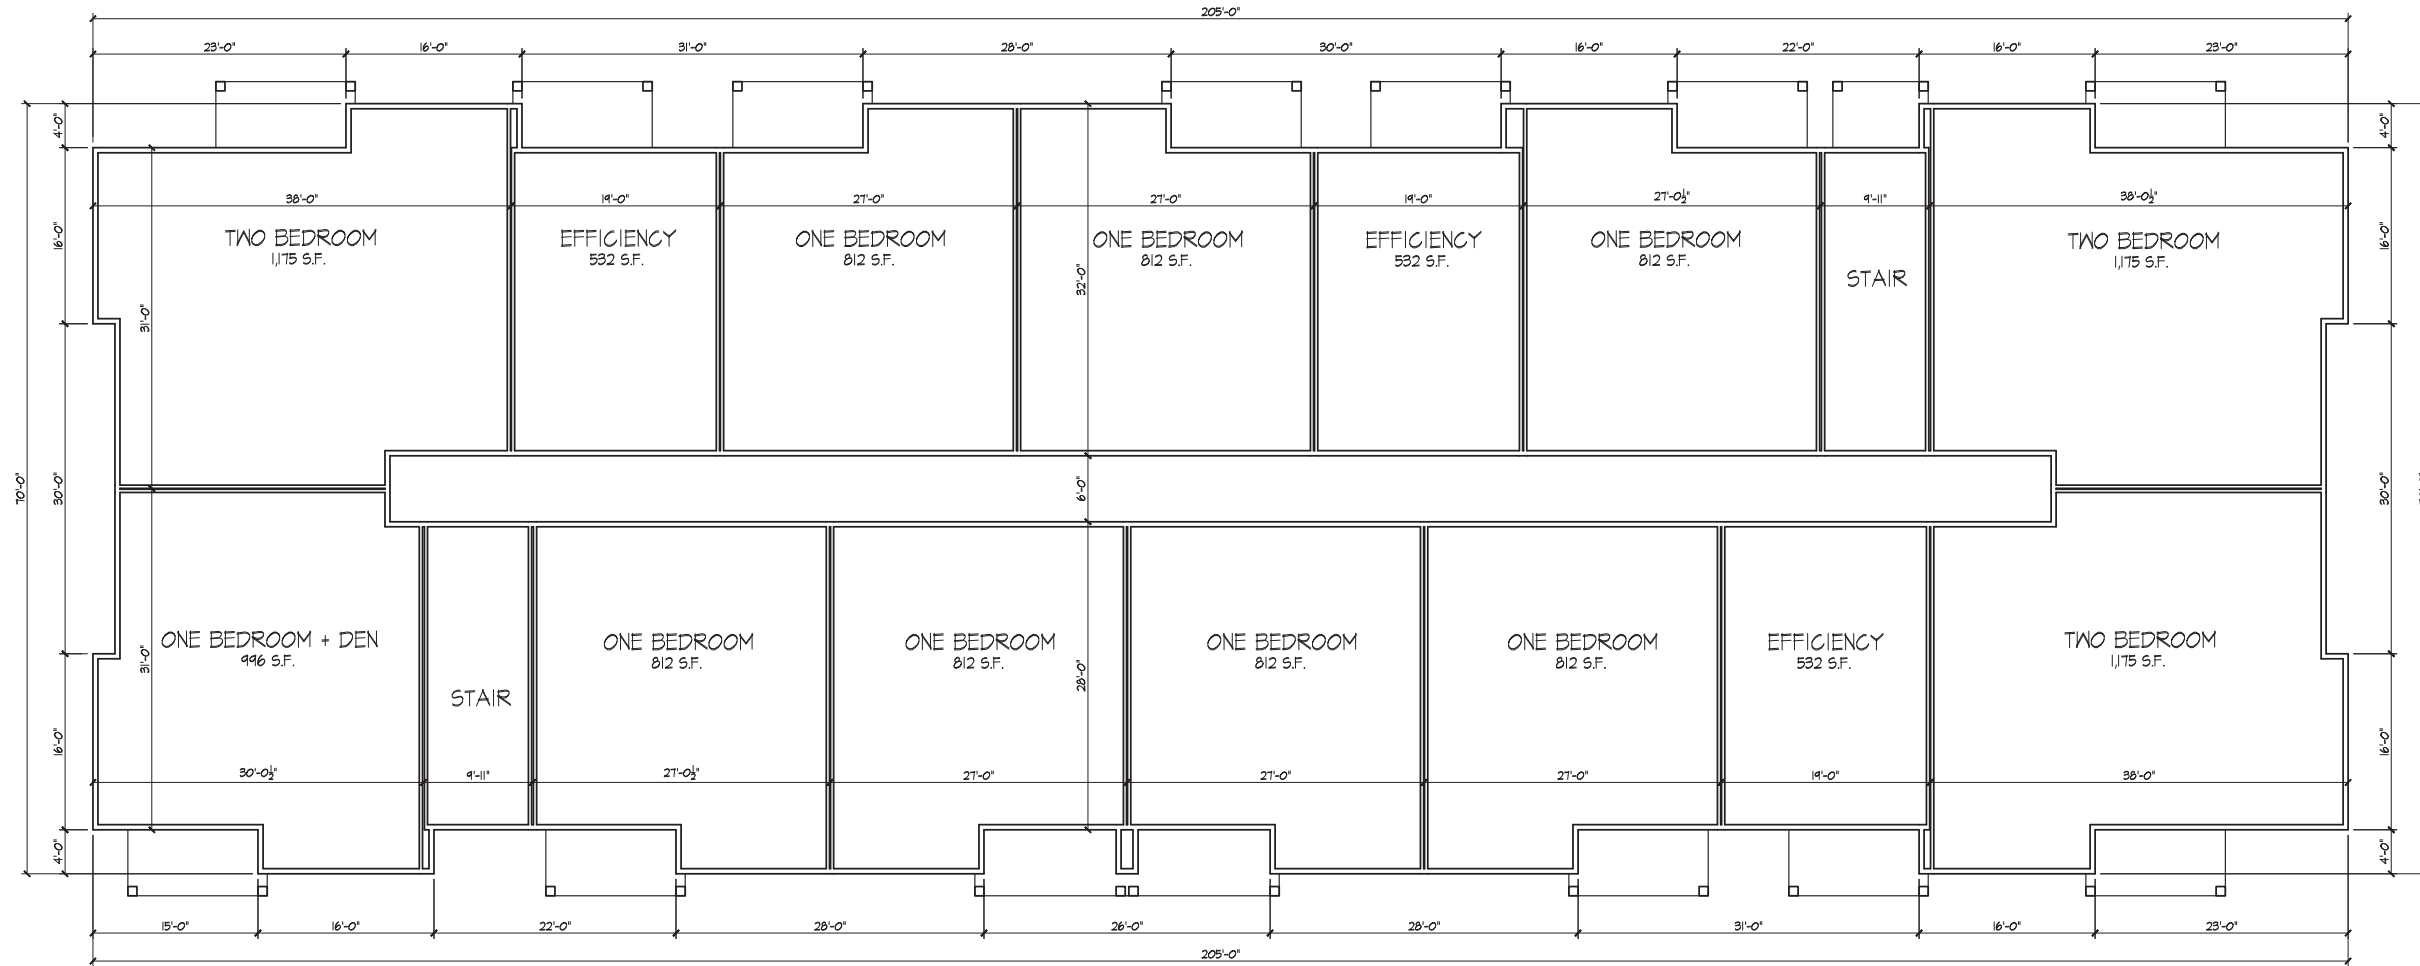 205'-0"
23'-0" 16'-0" 31'-0" 28'-0" 30'-0" 16'-0" 22'-0" 16'-0" 23'-0"
4'-0" 4'-0"
38'-0" 19'-0" 27'-0" 27'-0" 19'-0" 27'-0½" 9'-11" 38'-0½"
16'-0" 16'-0"
TWO BEDROOM
1,175 S.F.
EFFICIENCY
532 S.F.
ONE BEDROOM
812 S.F.
ONE BEDROOM
812 S.F.
EFFICIENCY
532 S.F.
ONE BEDROOM
812 S.F.
STAIR
TWO BEDROOM
1,175 S.F.
31'-0" 32'-0"
70'-0" 30'-0" 6'-0" 30'-0"
ONE BEDROOM + DEN
996 S.F.
STAIR
ONE BEDROOM
812 S.F.
ONE BEDROOM
812 S.F.
ONE BEDROOM
812 S.F.
ONE BEDROOM
812 S.F.
EFFICIENCY
532 S.F.
TWO BEDROOM
1,175 S.F.
31'-0" 28'-0"
16'-0" 16'-0"
30'-0½" 9'-11" 27'-0½" 27'-0" 27'-0" 27'-0" 19'-0" 38'-0"
4'-0" 4'-0"
15'-0" 16'-0" 22'-0" 28'-0" 26'-0" 28'-0" 31'-0" 16'-0" 23'-0"
205'-0"